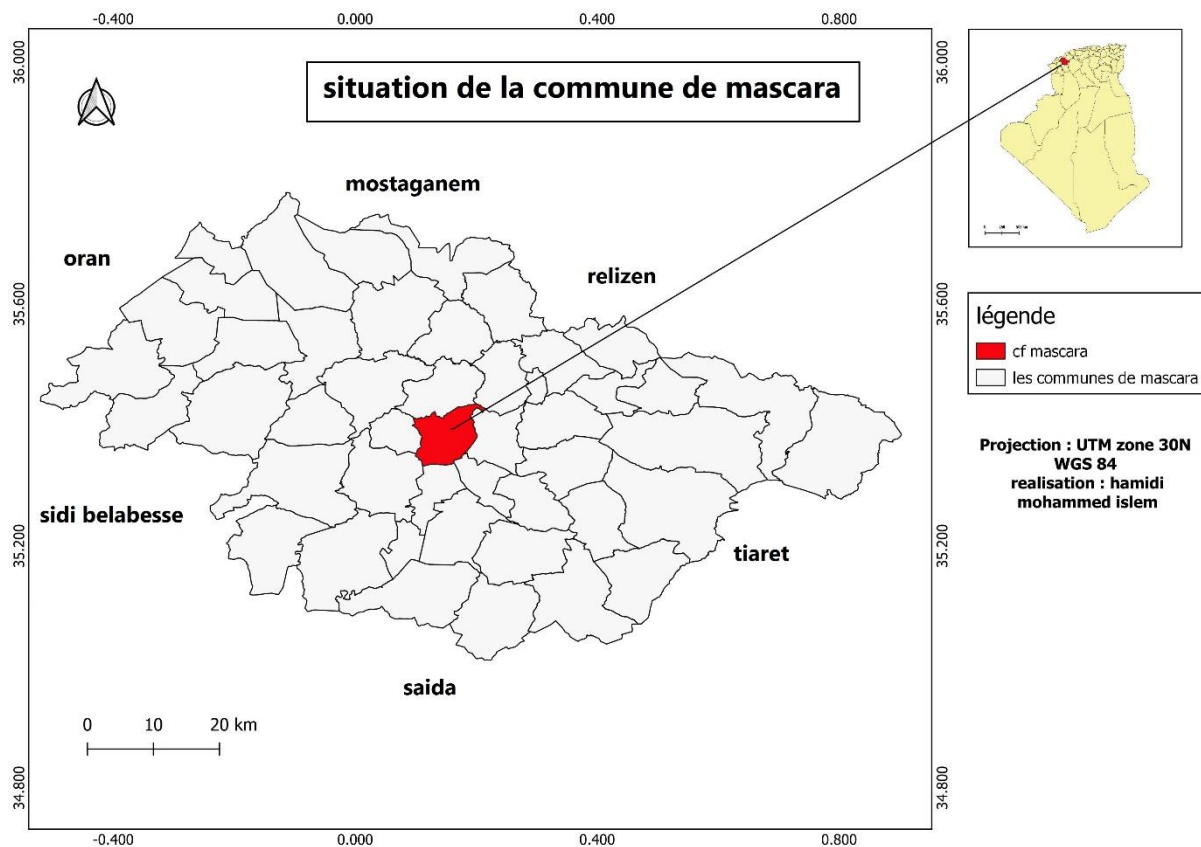 -0.400 0.000 0.400 0.800
36.000 36.000
situation de la commune de mascara
mostaganem
oran
relizen
35.600 35.600
légende
cf mascara
les communes de mascara
Projection : UTM zone 30N
WGS 84
realisation : hamidi
mohammed islem
sidi belabesse
tiaret
35.200 35.200
saida
0 10 20 km
34.800 34.800
-0.400 0.000 0.400 0.800